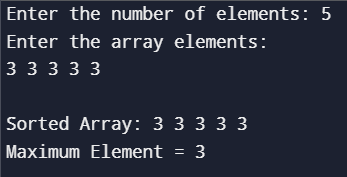 Enter the number of elements: 5
Enter the array elements:
3 3 3 3 3
Sorted Array: 3 3 3 3 3
Maximum Element = 3